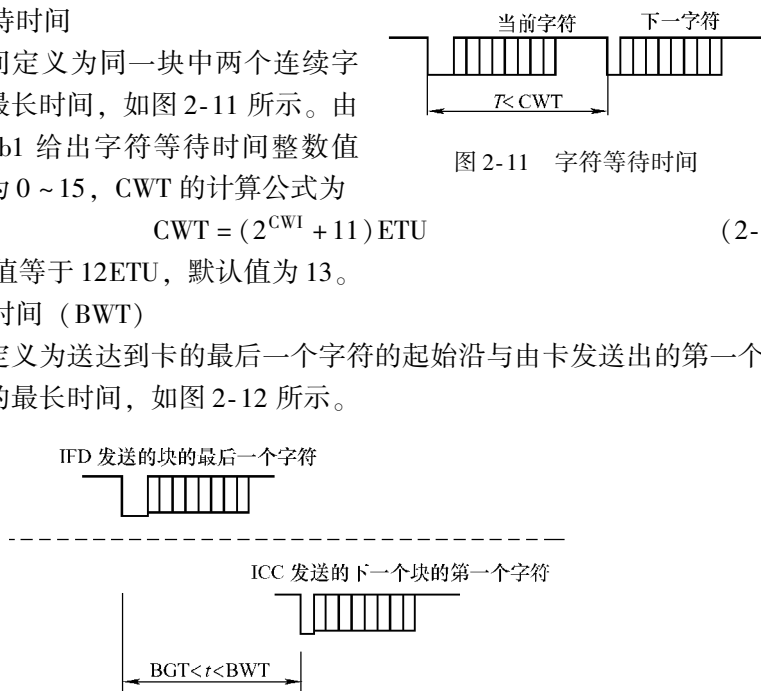 待时间
当前字符 下一字符
间定义为同一块中两个连续字
最长时间，如图 2-11 所示。由
T< CWT
b1 给出字符等待时间整数值
图 2-11 字符等待时间
为 0 ~ 15，CWT 的计算公式为
CWT = (2^CWI + 11) ETU (2-
值等于 12ETU，默认值为 13。
时间（BWT）
定义为送达到卡的最后一个字符的起始沿与由卡发送出的第一个
的最长时间，如图 2-12 所示。
IFD 发送的块的最后一个字符
ICC 发送的下一个块的第一个字符
BGT<t<BWT